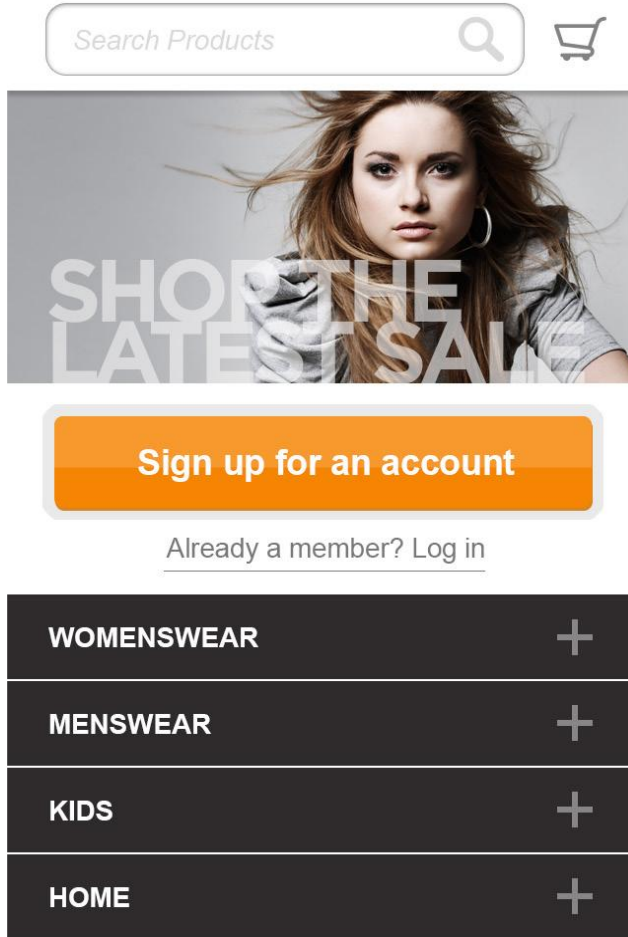 Search Products
SHOP THE
LATEST SALE
Sign up for an account
Already a member? Log in
WOMENSWEAR
MENSWEAR
KIDS
HOME